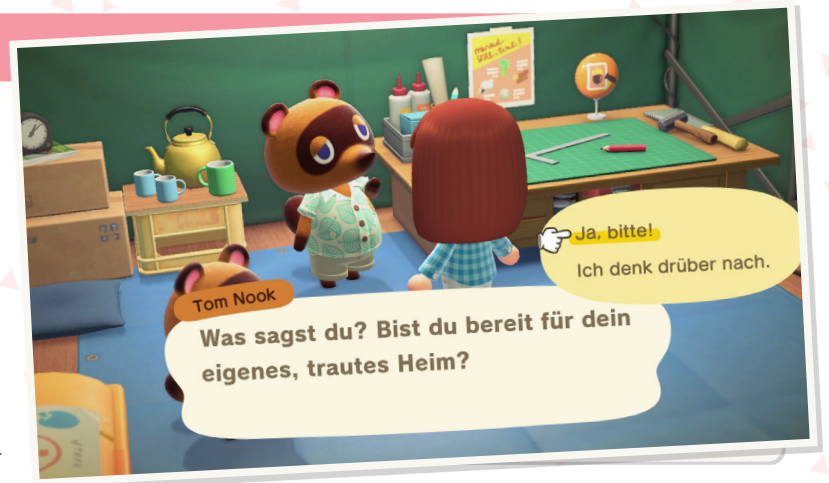 Ja, bitte!
Ich denk drüber nach.
Tom Nook
Was sagst du? Bist du bereit für dein
eigenes, trautes Heim?